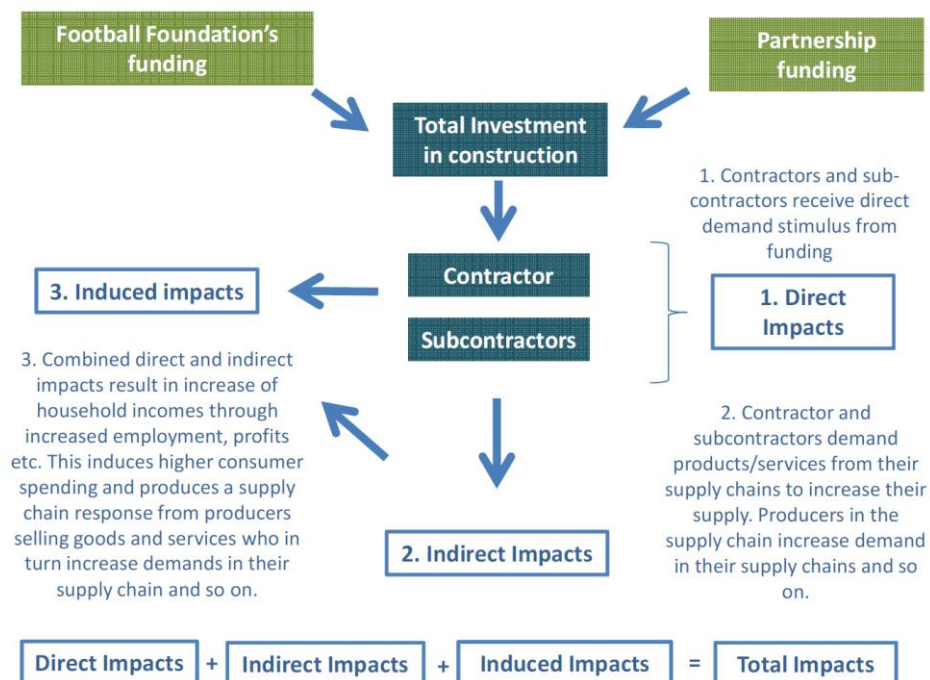 Football Foundation's
funding
Partnership
funding
Total Investment
in construction
1. Contractors and sub-
contractors receive direct
demand stimulus from
funding
Contractor
3. Induced impacts
1. Direct
Impacts
Subcontractors
3. Combined direct and indirect
impacts result in increase of
household incomes through
increased employment, profits
etc. This induces higher consumer
spending and produces a supply
chain response from producers
selling goods and services who in
turn increase demands in their
supply chain and so on.
2. Contractor and
subcontractors demand
products/services from their
supply chains to increase their
supply. Producers in the
supply chain increase demand
in their supply chains and so
on.
2. Indirect Impacts
Direct Impacts + Indirect Impacts + Induced Impacts = Total Impacts